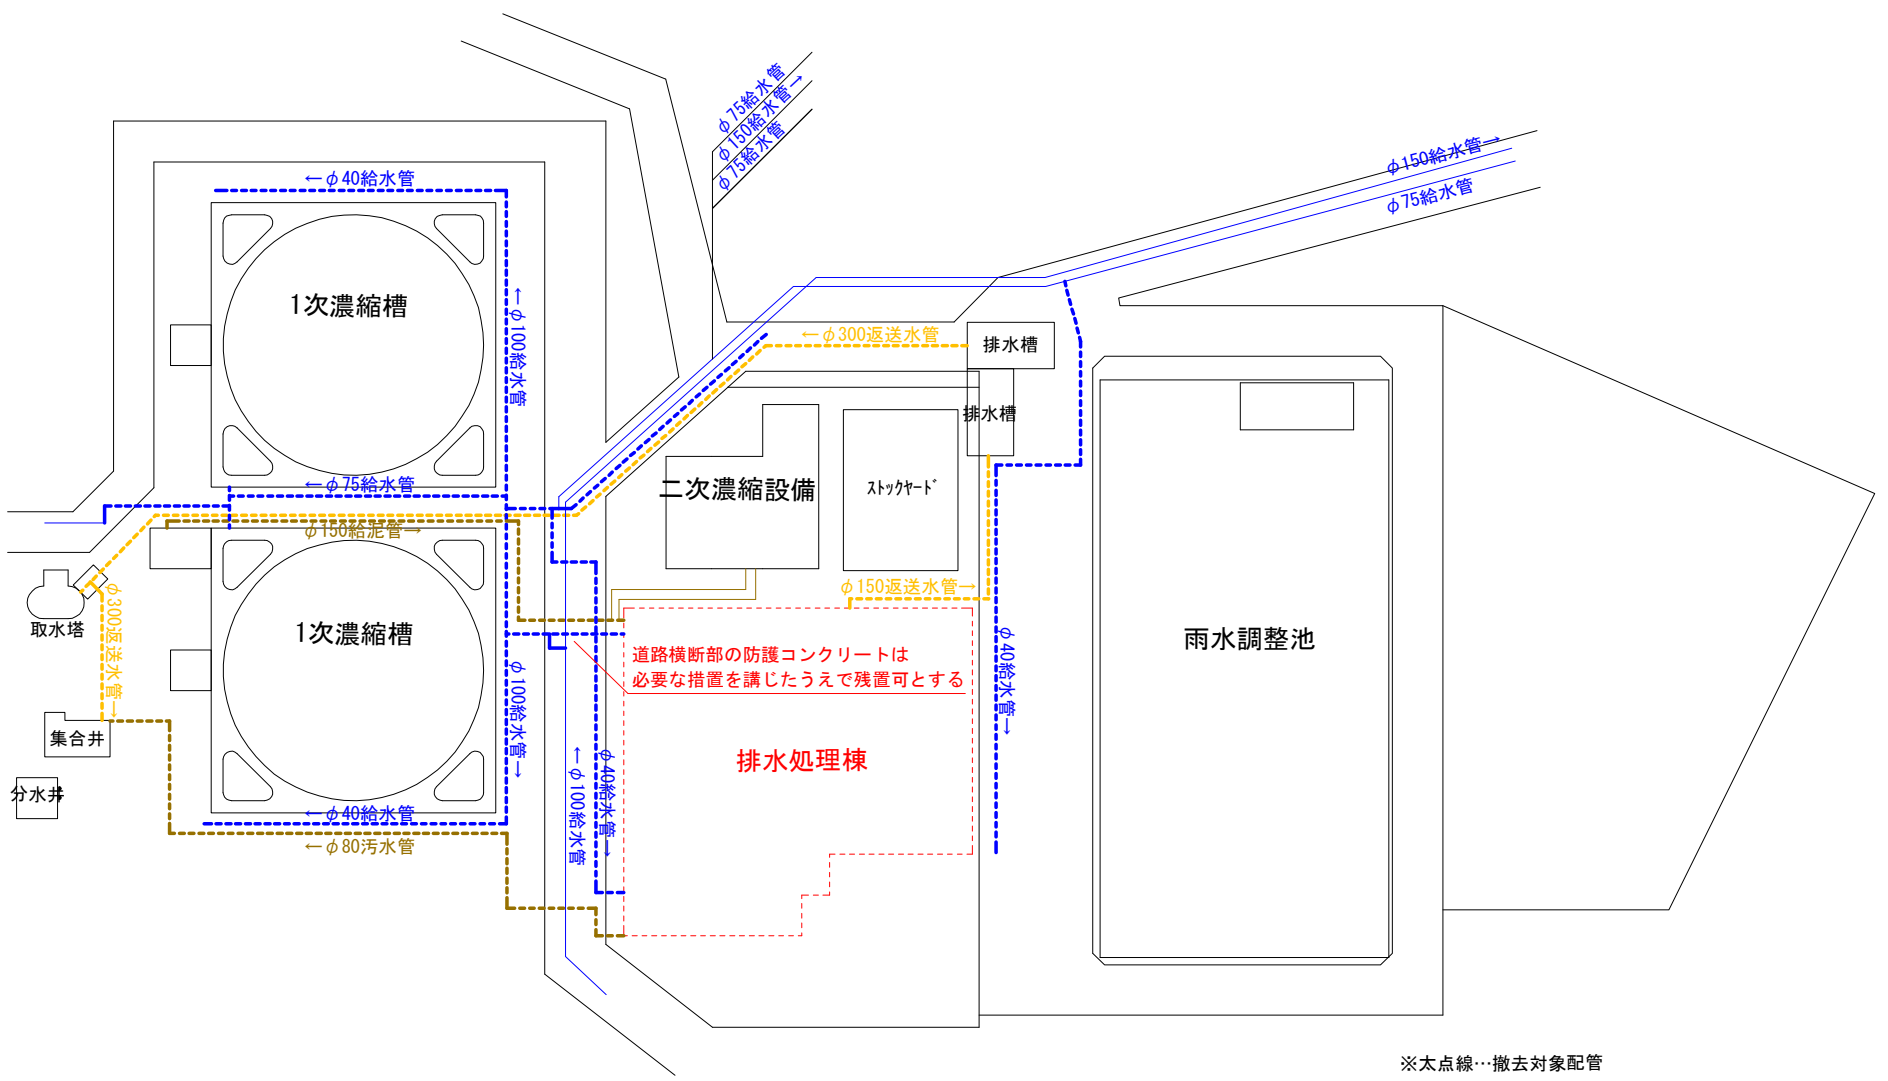 φ75給水管
φ150給水管→
φ75給水管
φ150給水管→
φ75給水管
←φ40給水管
1次濃縮槽
←φ100給水管
←φ300返送水管
排水槽
排水槽
←φ75給水管
二次濃縮設備
ストックヤード
φ150給泥管→
φ150返送水管→
取水塔
φ300返送水管→
1次濃縮槽
道路横断部の防護コンクリートは
必要な措置を講じたうえで残置可とする
φ40給水管→
雨水調整池
φ100給水管→
集合井
排水処理棟
←φ100給水管
φ40給水管→
分水井
←φ40給水管
←φ80汚水管
※太点線…撤去対象配管